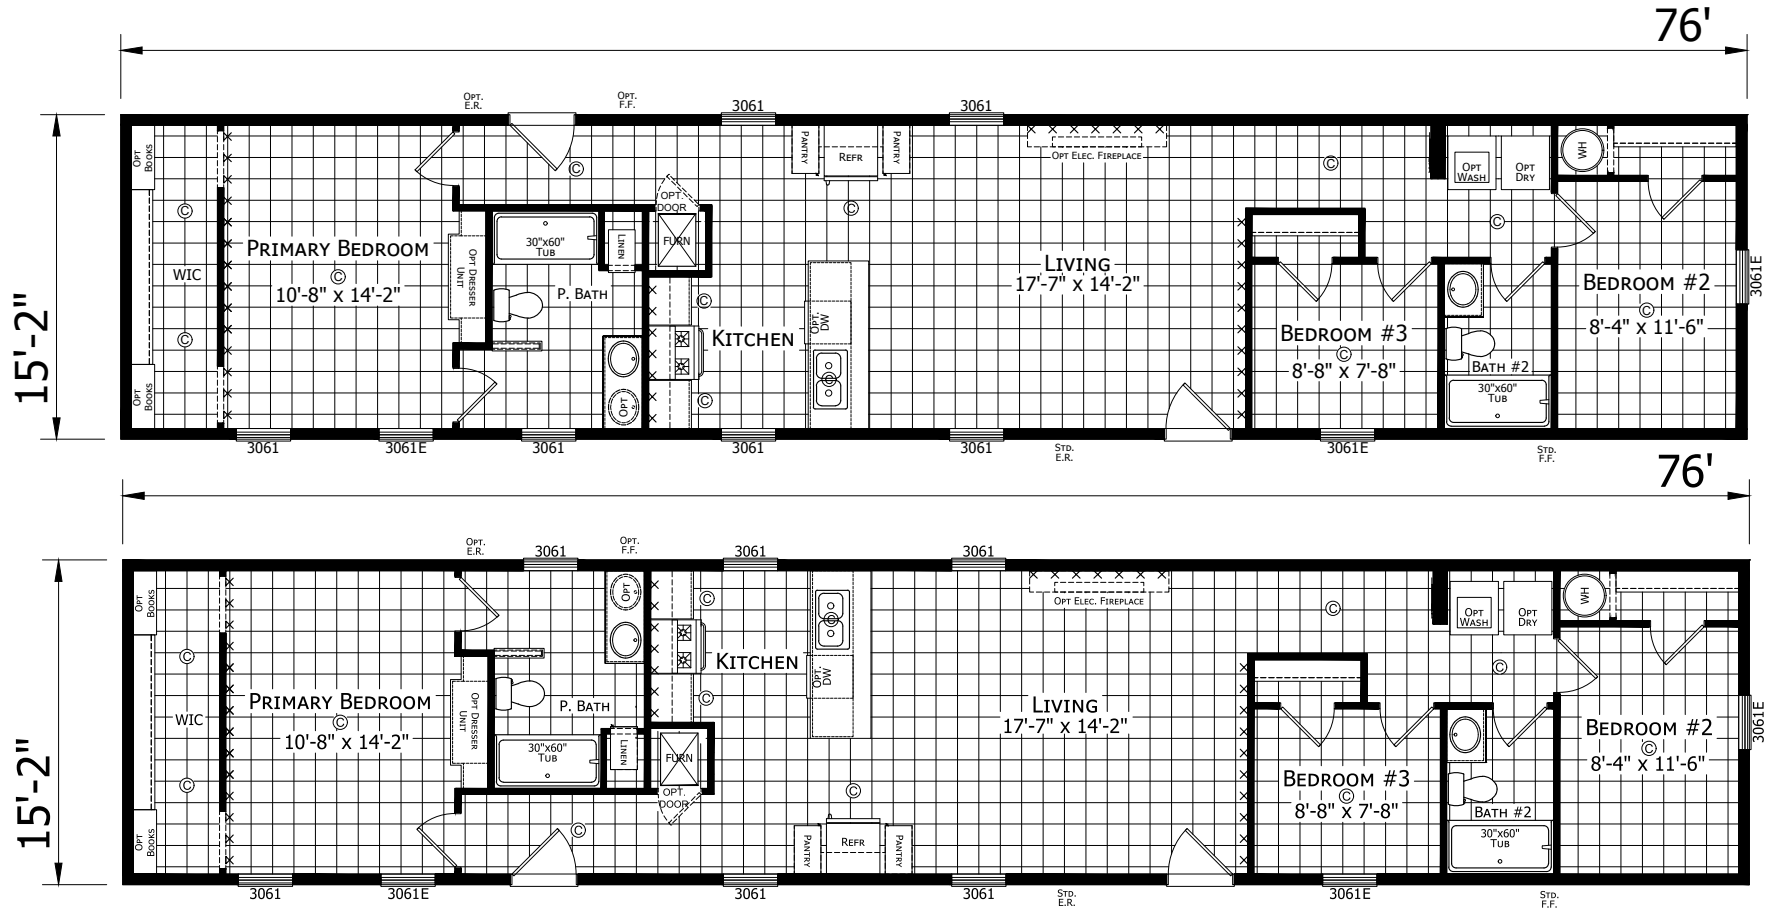 76'
OPT.
E.R.
OPT.
F.F.
3061
3061
15'-2"
OPT
BOOKS
PANTRY
REFR
PANTRY
OPT ELEC. FIREPLACE
C
C
OPT
WASH
OPT
DRY
WH
OPT.
DOOR
C
C
C
PRIMARY BEDROOM
C
10'-8" x 14'-2"
WIC
OPT DRESSER
UNIT
30"x60"
TUB
LINEN
FURN
P. BATH
LIVING
17'-7" x 14'-2"
BEDROOM #2
C
8'-4" x 11'-6"
3061E
C
OPT.
DW
KITCHEN
C
BEDROOM #3
C
8'-8" x 7'-8"
BATH #2
30"x60"
TUB
OPT
BOOKS
OPT
C
3061
3061E
3061
3061
3061
STD.
E.R.
3061E
STD.
F.F.
76'
OPT.
E.R.
3061
OPT.
F.F.
3061
3061
15'-2"
OPT
BOOKS
OPT
C
OPT ELEC. FIREPLACE
C
OPT
WASH
OPT
DRY
WH
C
KITCHEN
OPT.
DW
C
C
PRIMARY BEDROOM
C
10'-8" x 14'-2"
WIC
OPT DRESSER
UNIT
P. BATH
LIVING
17'-7" x 14'-2"
BEDROOM #2
C
8'-4" x 11'-6"
3061E
30"x60"
TUB
LINEN
FURN
OPT.
DOOR
C
C
BEDROOM #3
C
8'-8" x 7'-8"
BATH #2
30"x60"
TUB
OPT
BOOKS
C
PANTRY
REFR
PANTRY
3061
3061E
3061
3061
STD.
E.R.
3061E
STD.
F.F.